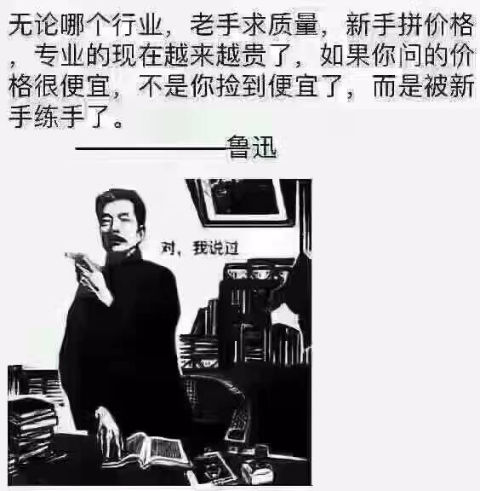 无论哪个行业，老手求质量，新手拼价格
，专业的现在越来越贵了，如果你问的价
格很便宜，不是你捡到便宜了，而是被新
手练手了。
——————鲁迅
对，我说过